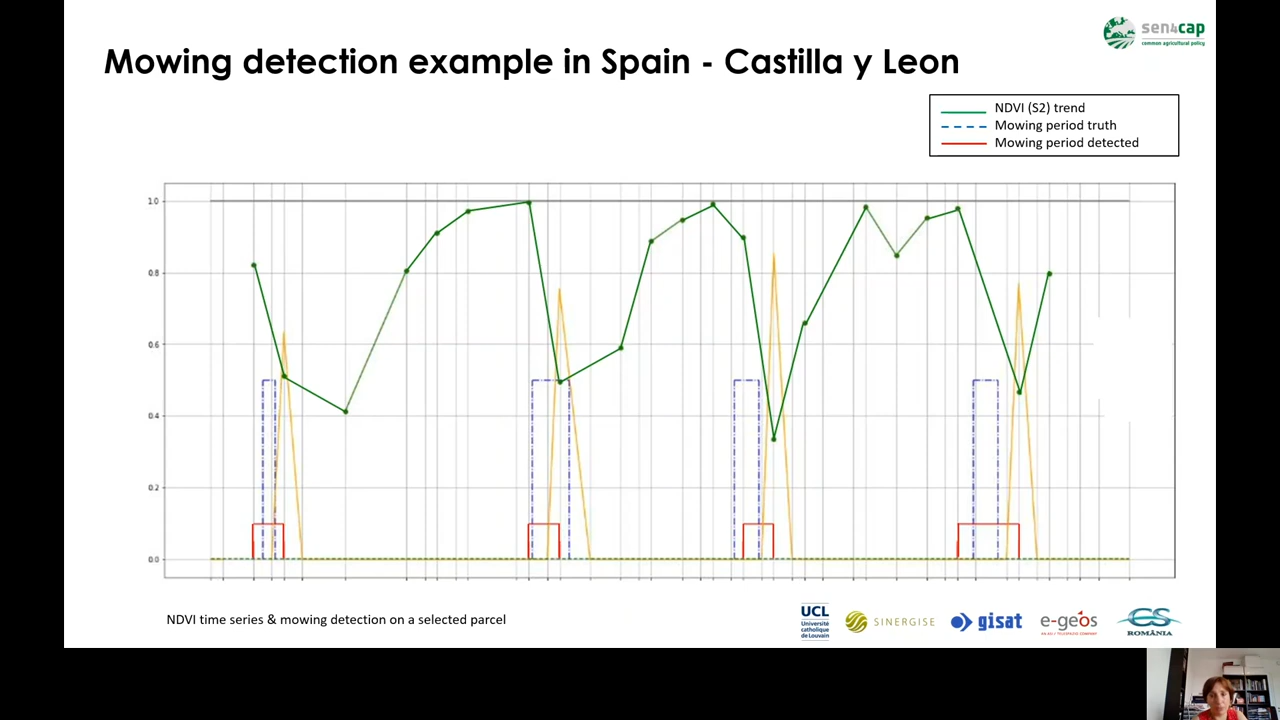 sen4cap
common agricultural policy
Mowing detection example in Spain - Castilla y Leon
NDVI (S2) trend
Mowing period truth
Mowing period detected
1.0
0.8
0.6
0.4
0.2
0.0
NDVI time series & mowing detection on a selected parcel
UCL
Université
catholique
de Louvain
SINERGISE
gisat
e-geos
AN ASI / TELESPAZIO COMPANY
CS
ROMÂNIA